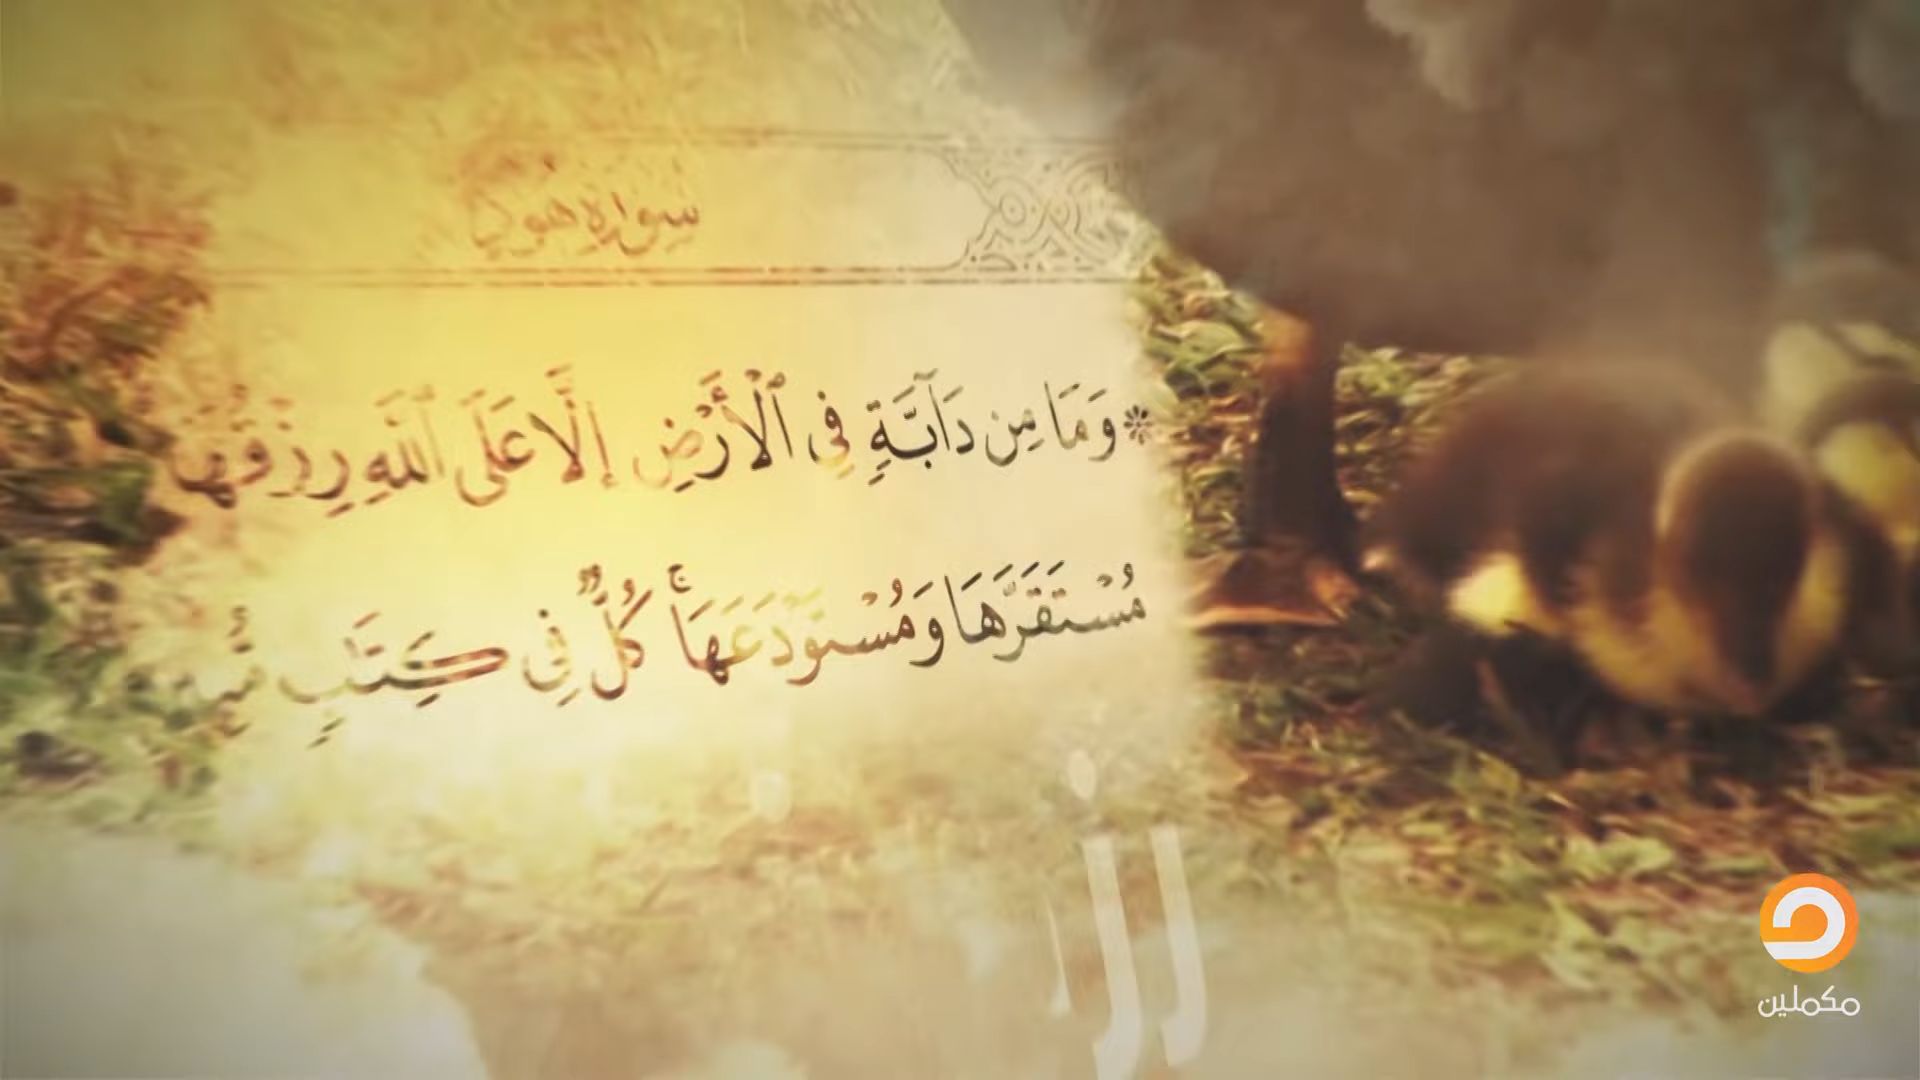 سورة هود
۞ وَمَا مِن دَآبَّةٍ فِي ٱلْأَرْضِ إِلَّا عَلَى ٱللَّهِ رِزْقُهَا
مُسْتَقَرَّهَا وَمُسْتَوْدَعَهَا ۚ كُلٌّ فِي كِتَٰبٍ
مكملين